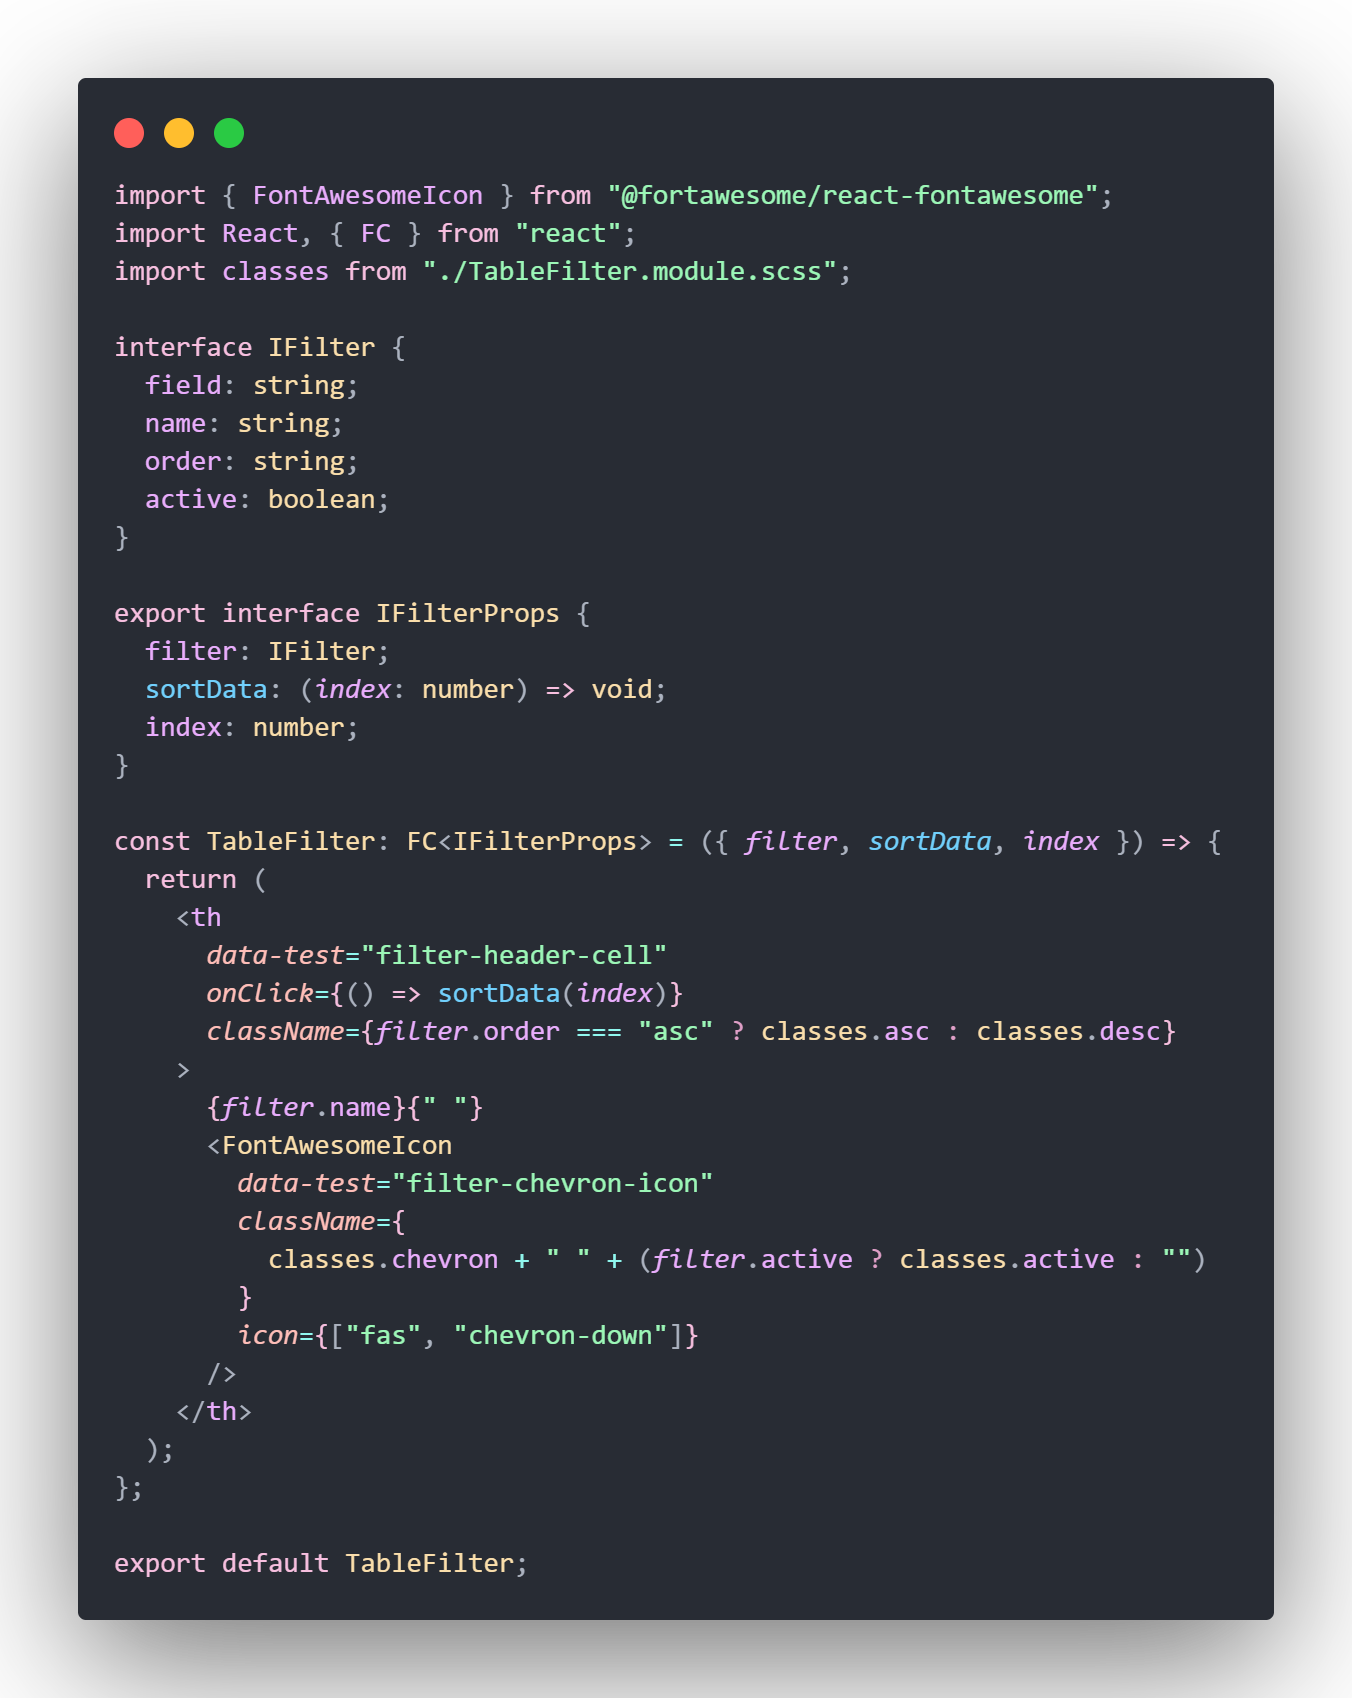 import { FontAwesomeIcon } from "@fortawesome/react-fontawesome";
import React, { FC } from "react";
import classes from "./TableFilter.module.scss";

interface IFilter {
  field: string;
  name: string;
  order: string;
  active: boolean;
}

export interface IFilterProps {
  filter: IFilter;
  sortData: (index: number) => void;
  index: number;
}

const TableFilter: FC<IFilterProps> = ({ filter, sortData, index }) => {
  return (
    <th
      data-test="filter-header-cell"
      onClick={() => sortData(index)}
      className={filter.order === "asc" ? classes.asc : classes.desc}
    >
      {filter.name}{" "}
      <FontAwesomeIcon
        data-test="filter-chevron-icon"
        className={
          classes.chevron + " " + (filter.active ? classes.active : "")
        }
        icon={["fas", "chevron-down"]}
      />
    </th>
  );
};

export default TableFilter;